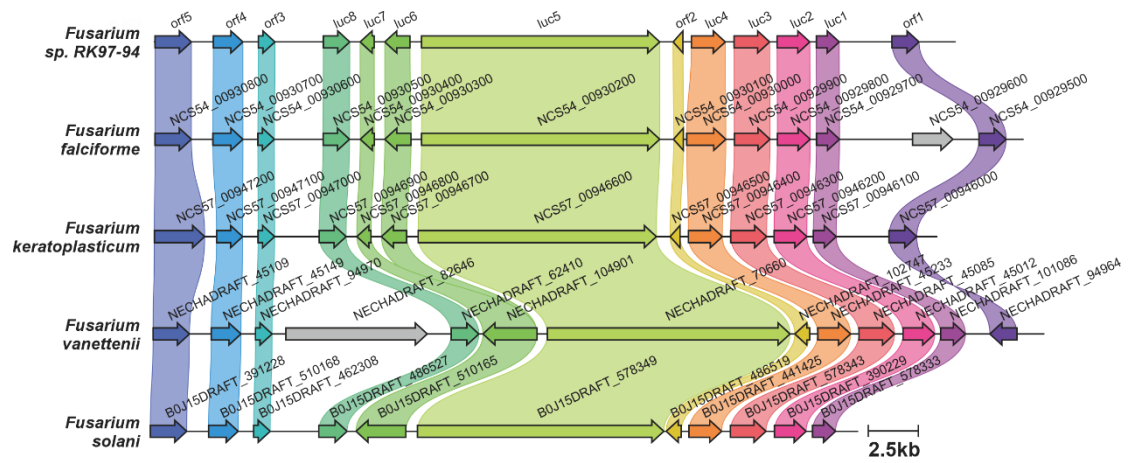 orf5 orf4 orf3 luc8 luc7 luc6 luc5 orf2 luc4 luc3 luc2 luc1 orf1
Fusarium
sp. RK97-94
NCS54_00930800 NCS54_00930700 NCS54_00930600 NCS54_00930500 NCS54_00930400 NCS54_00930300 NCS54_00930200 NCS54_00930100 NCS54_00930000 NCS54_00929900 NCS54_00929800 NCS54_00929700 NCS54_00929600 NCS54_00929500
Fusarium
falciforme
NCS57_00947200 NCS57_00947100 NCS57_00947000 NCS57_00946900 NCS57_00946800 NCS57_00946700 NCS57_00946600 NCS57_00946500 NCS57_00946400 NCS57_00946300 NCS57_00946200 NCS57_00946100 NCS57_00946000
Fusarium
keratoplasticum
NECHADRAFT_45109 NECHADRAFT_45149 NECHADRAFT_94970 NECHADRAFT_82646 NECHADRAFT_62410 NECHADRAFT_104901 NECHADRAFT_70660 NECHADRAFT_102747 NECHADRAFT_45233 NECHADRAFT_45085 NECHADRAFT_45012 NECHADRAFT_101086 NECHADRAFT_94964
Fusarium
vanettenii
B0J15DRAFT_391228 B0J15DRAFT_510168 B0J15DRAFT_462308 B0J15DRAFT_486527 B0J15DRAFT_510165 B0J15DRAFT_578349 B0J15DRAFT_486519 B0J15DRAFT_441425 B0J15DRAFT_578343 B0J15DRAFT_390229 B0J15DRAFT_578333
Fusarium
solani
2.5kb